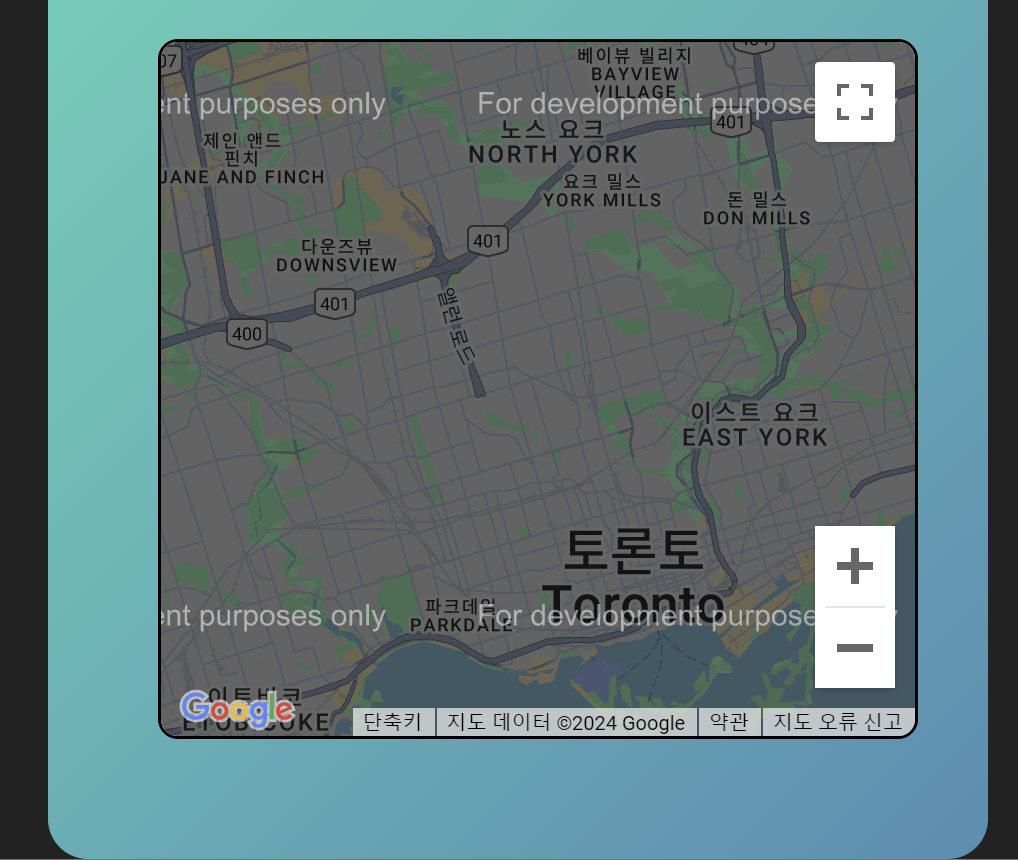 베이뷰 빌리지
BAYVIEW
VILLAGE
401
07
ent purposes only
For development purpose
401
노스 요크
NORTH YORK
제인 앤드
핀치
JANE AND FINCH
요크 밀스
YORK MILLS
돈 밀스
DON MILLS
다운즈뷰
DOWNSVIEW
401
401
400
앨런 로드
이스트 요크
EAST YORK
토론토
Toronto
파크데일
PARKDALE
ent purposes only
For development purpose
이토비코
ETOBICOKE
Google
단축키
지도 데이터 ©2024 Google
약관
지도 오류 신고